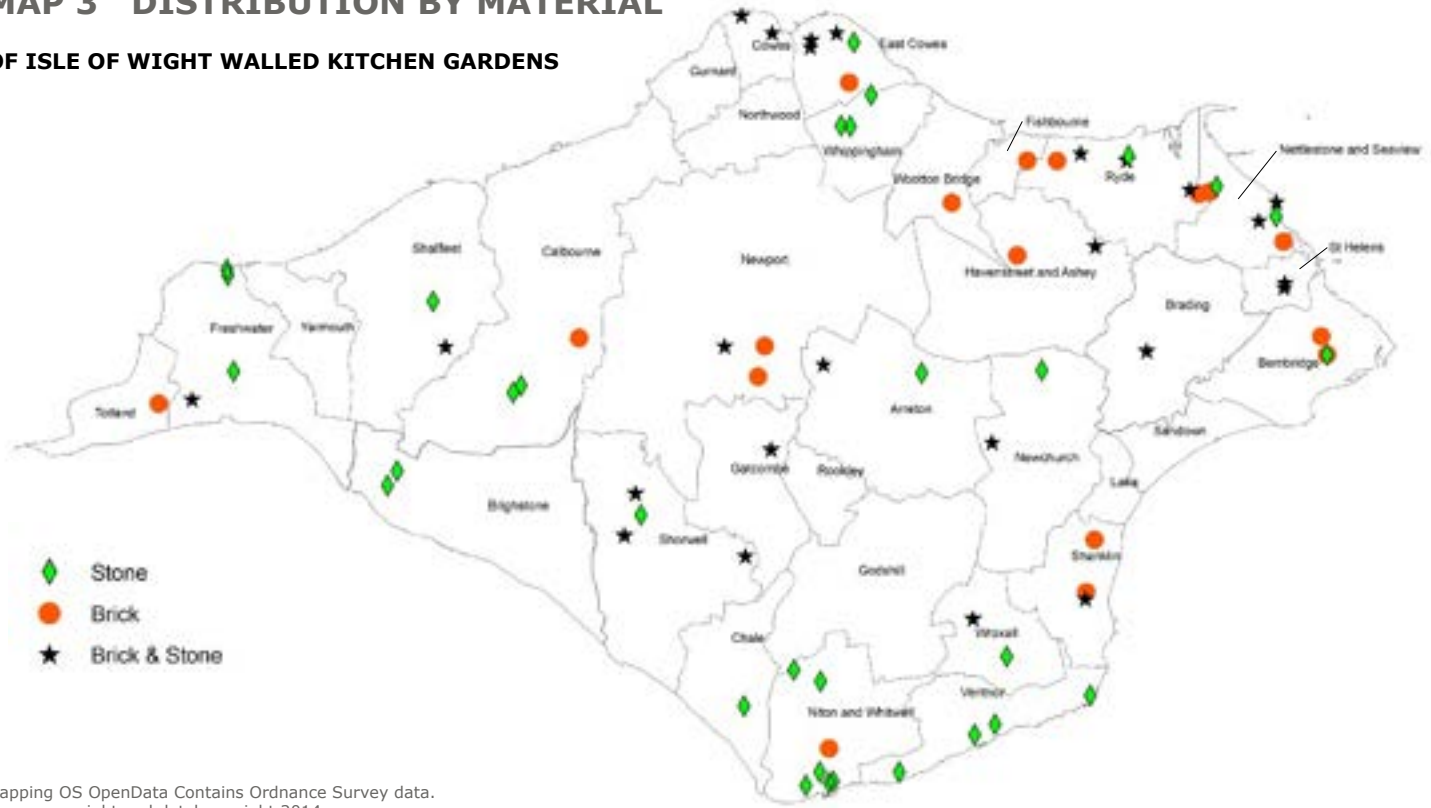 MAP 3 DISTRIBUTION BY MATERIAL
OF ISLE OF WIGHT WALLED KITCHEN GARDENS
Cowes
East Cowes
Gurnard
Northwood
Whippingham
Fishbourne
Nettlestone and Seaview
Wootton Bridge
Ryde
St Helens
Shalfleet
Calbourne
Newport
Havenstreet and Ashey
Brading
Freshwater
Yarmouth
Bembridge
Totland
Arreton
Sandown
Gatcombe
Rookley
Newchurch
Lake
Brighstone
Shorwell
Shanklin
Godshill
Stone
Brick
Brick & Stone
Chale
Wroxall
Ventnor
Niton and Whitwell
apping OS OpenData Contains Ordnance Survey data.